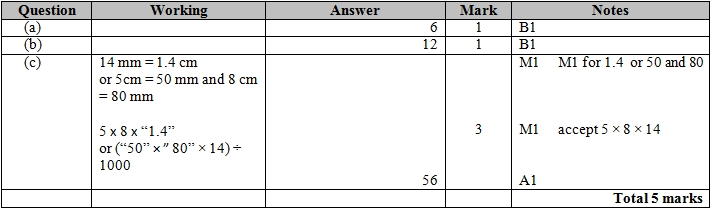 Question Working Answer Mark Notes
(a) 6 1 B1
(b) 12 1 B1
(c) 14 mm = 1.4 cm M1 M1 for 1.4 or 50 and 80
or 5cm = 50 mm and 8 cm
= 80 mm
5 x 8 x “1.4” 3 M1 accept 5 × 8 × 14
or (“50” ×” 80” × 14) ÷
1000
56 A1
Total 5 marks